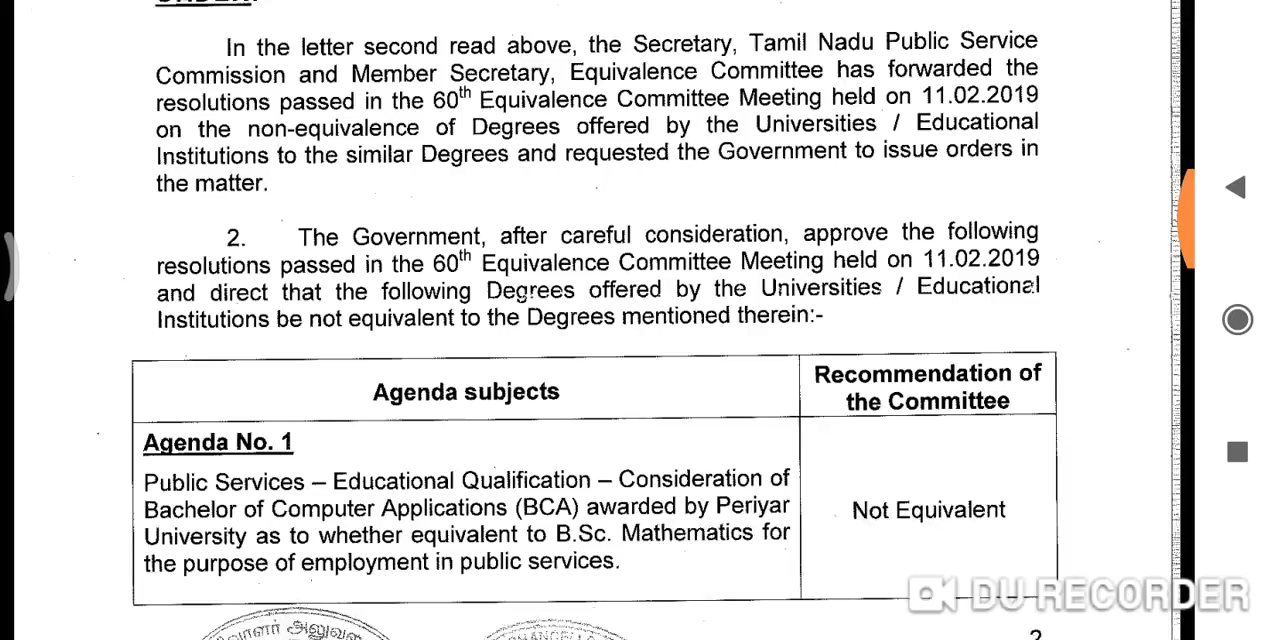 In the letter second read above, the Secretary, Tamil Nadu Public Service
Commission and Member Secretary, Equivalence Committee has forwarded the
resolutions passed in the 60th Equivalence Committee Meeting held on 11.02.2019
on the non-equivalence of Degrees offered by the Universities / Educational
Institutions to the similar Degrees and requested the Government to issue orders in
the matter.
2. The Government, after careful consideration, approve the following
resolutions passed in the 60th Equivalence Committee Meeting held on 11.02.2019
and direct that the following Degrees offered by the Universities / Educational
Institutions be not equivalent to the Degrees mentioned therein:-
Agenda subjects
Recommendation of
the Committee
Agenda No. 1
Public Services – Educational Qualification – Consideration of
Bachelor of Computer Applications (BCA) awarded by Periyar
University as to whether equivalent to B.Sc. Mathematics for
the purpose of employment in public services.
Not Equivalent
DU RECORDER
2